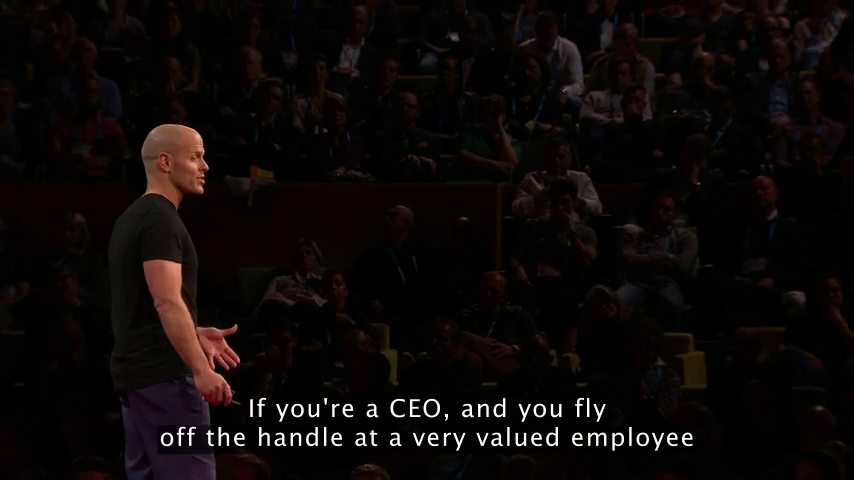 If you're a CEO, and you fly
off the handle at a very valued employee